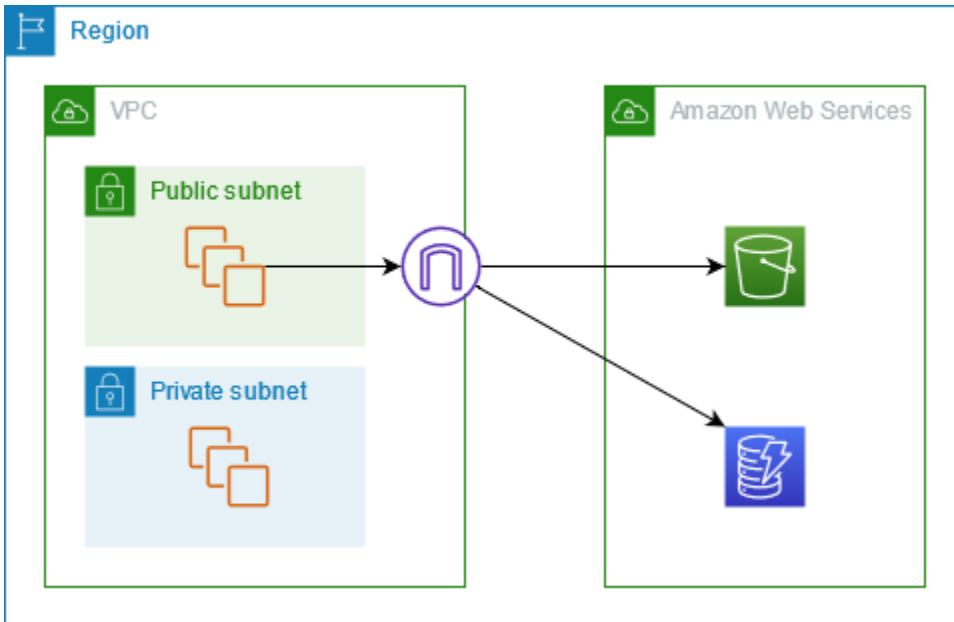 Region
VPC
Amazon Web Services
Public subnet
Private subnet